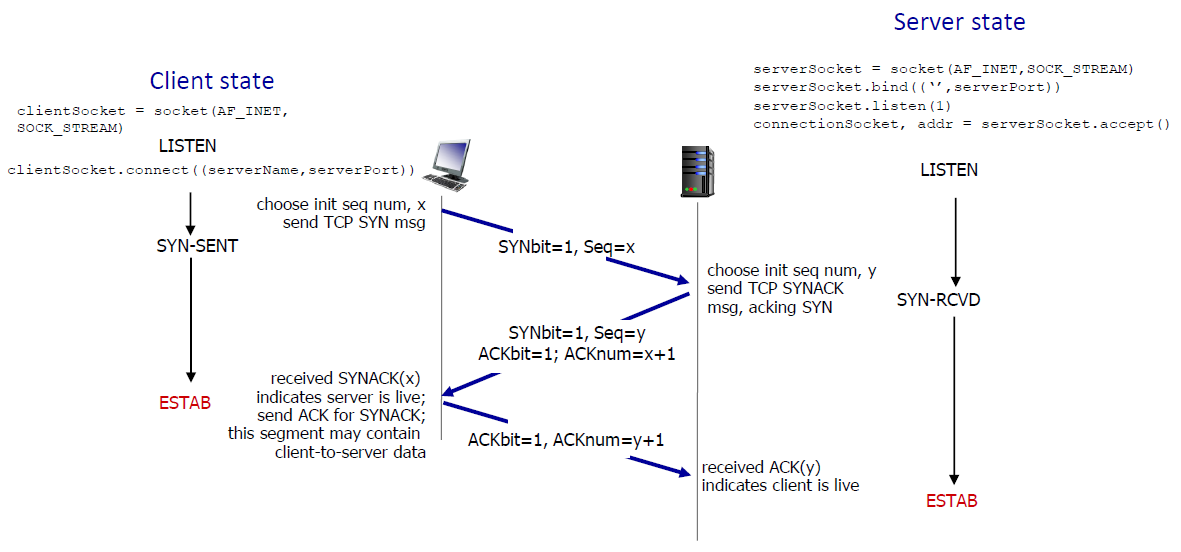 Server state
serverSocket = socket(AF_INET,SOCK_STREAM)
serverSocket.bind((‘’,serverPort))
serverSocket.listen(1)
connectionSocket, addr = serverSocket.accept()
Client state
clientSocket = socket(AF_INET,
SOCK_STREAM)
LISTEN
clientSocket.connect((serverName,serverPort))
LISTEN
choose init seq num, x
send TCP SYN msg
SYN-SENT
SYNbit=1, Seq=x
choose init seq num, y
send TCP SYNACK
msg, acking SYN
SYN-RCVD
SYNbit=1, Seq=y
ACKbit=1; ACKnum=x+1
received SYNACK(x)
indicates server is live;
send ACK for SYNACK;
this segment may contain
client-to-server data
ESTAB
ACKbit=1, ACKnum=y+1
received ACK(y)
indicates client is live
ESTAB